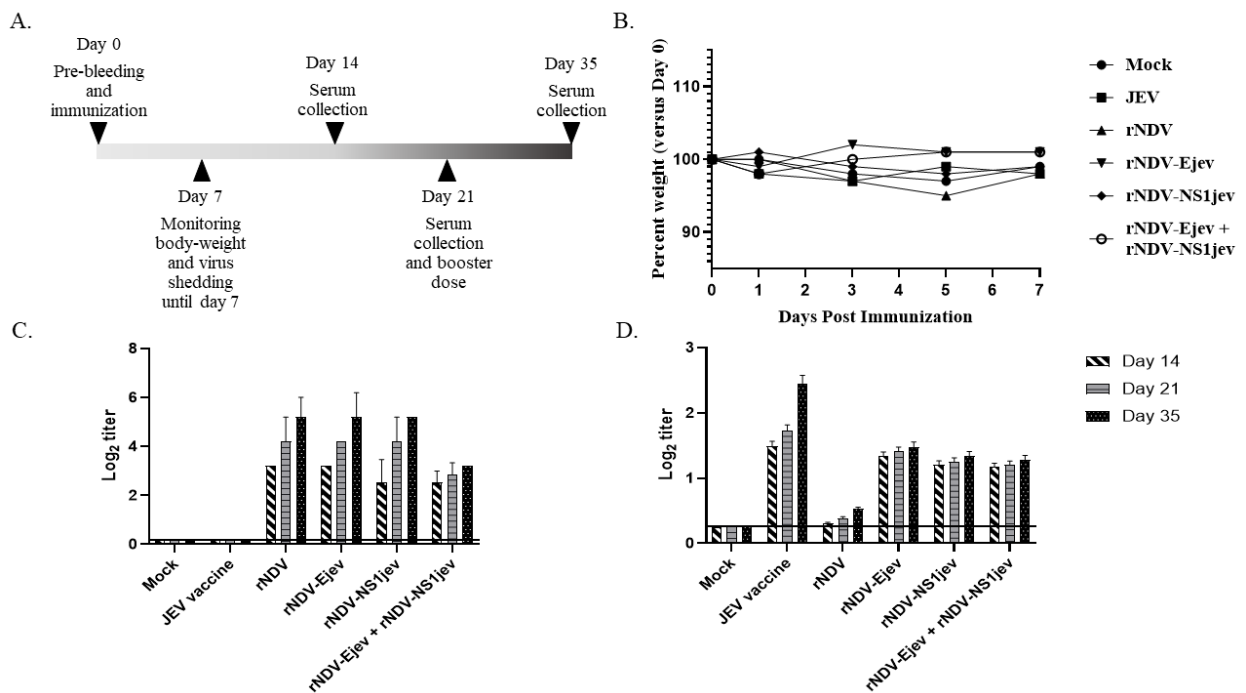 A.
Day 0
Pre-bleeding
and
immunization
Day 14
Serum
collection
Day 35
Serum
collection
Day 7
Monitoring
body-weight
and virus
shedding
until day 7
Day 21
Serum
collection
and booster
dose
B.
Percent weight (versus Day 0)
110
100
90
0 1 2 3 4 5 6 7
Days Post Immunization
Mock
JEV
rNDV
rNDV-Ejev
rNDV-NS1jev
rNDV-Ejev +
rNDV-NS1jev
C.
Log2 titer
8
6
4
2
0
Mock
JEV vaccine
rNDV
rNDV-Ejev
rNDV-NS1jev
rNDV-Ejev + rNDV-NS1jev
D.
Log2 titer
3
2
1
0
Mock
JEV vaccine
rNDV
rNDV-Ejev
rNDV-NS1jev
rNDV-Ejev + rNDV-NS1jev
Day 14
Day 21
Day 35